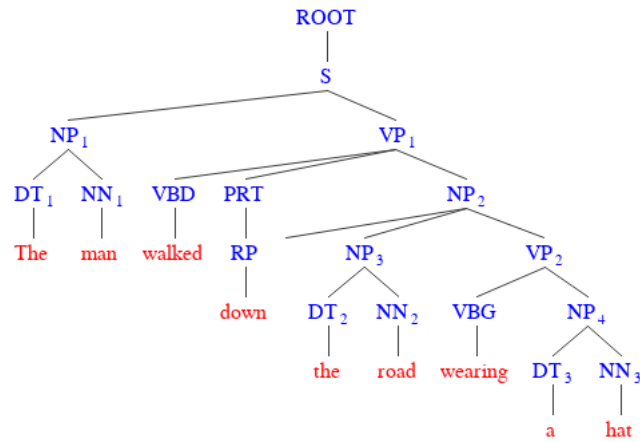 ROOT
S
NP1 VP1
DT1 NN1 VBD PRT NP2
The man walked RP NP3 VP2
down DT2 NN2 VBG NP4
the road wearing DT3 NN3
a hat